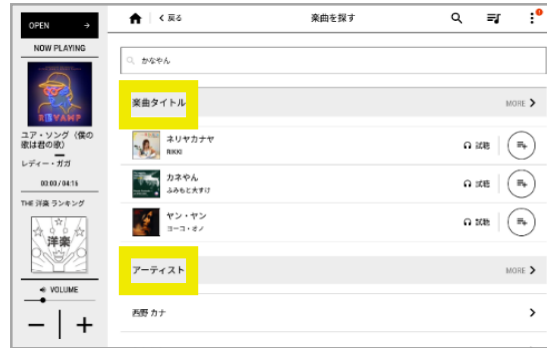 OPEN →
NOW PLAYING
REVAMP
ユア・ソング（僕の
歌は君の歌）
レディー・ガガ
00:00 / 04:16
THE 洋楽 ランキング
洋楽
VOLUME
戻る
楽曲を探す
かなやん
楽曲タイトル
MORE
ネリヤカナヤ
RIKKI
試聴
カネやん
ふみもと大すけ
試聴
ヤン・ヤン
ヨーコ・オノ
試聴
アーティスト
MORE
西野 カナ